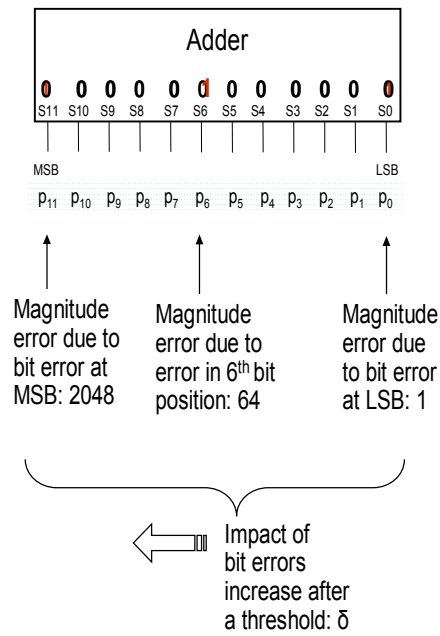 Adder
0 0 0 0 0 0 0 0 0 0 0 0
S11 S10 S9 S8 S7 S6 S5 S4 S3 S2 S1 S0
MSB LSB
p₁₁ p₁₀ p₉ p₈ p₇ p₆ p₅ p₄ p₃ p₂ p₁ p₀
Magnitude
error due to
bit error at
MSB: 2048
Magnitude
error due to
error in 6ᵗʰ bit
position: 64
Magnitude
error due
to bit error
at LSB: 1
Impact of
bit errors
increase after
a threshold: δ